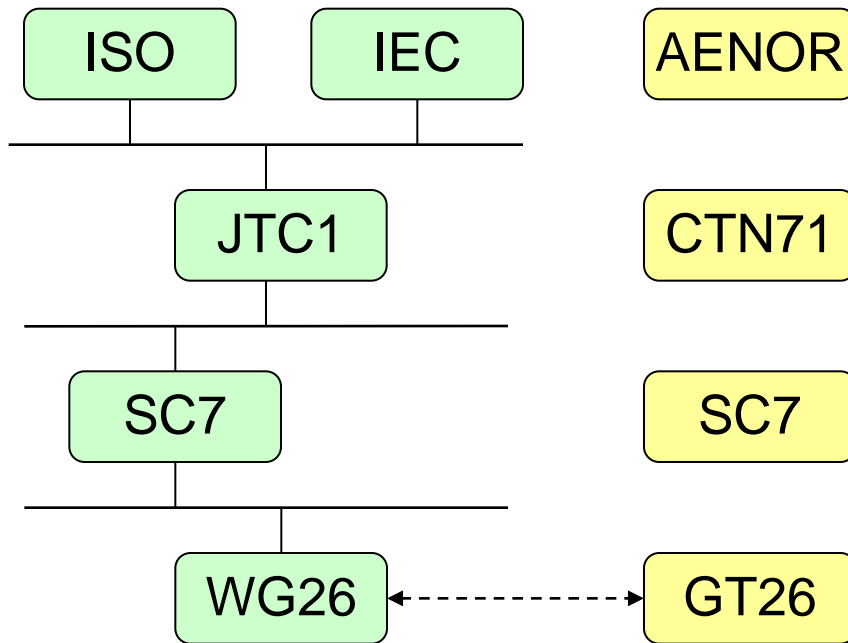 ISO
IEC
AENOR
JTC1
CTN71
SC7
SC7
WG26
GT26